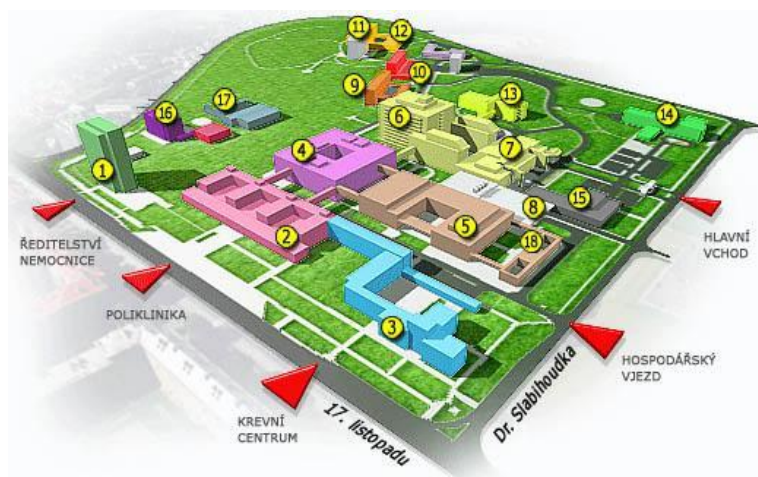 11
12
10
9
13
16
17
6
14
4
7
1
15
8
5
2
18
3
ŘEDITELSTVÍ
NEMOCNICE
HLAVNÍ
VCHOD
POLIKLINIKA
HOSPODÁŘSKÝ
VJEZD
KREVNÍ
CENTRUM
17. listopadu
Dr. Slabihoudka